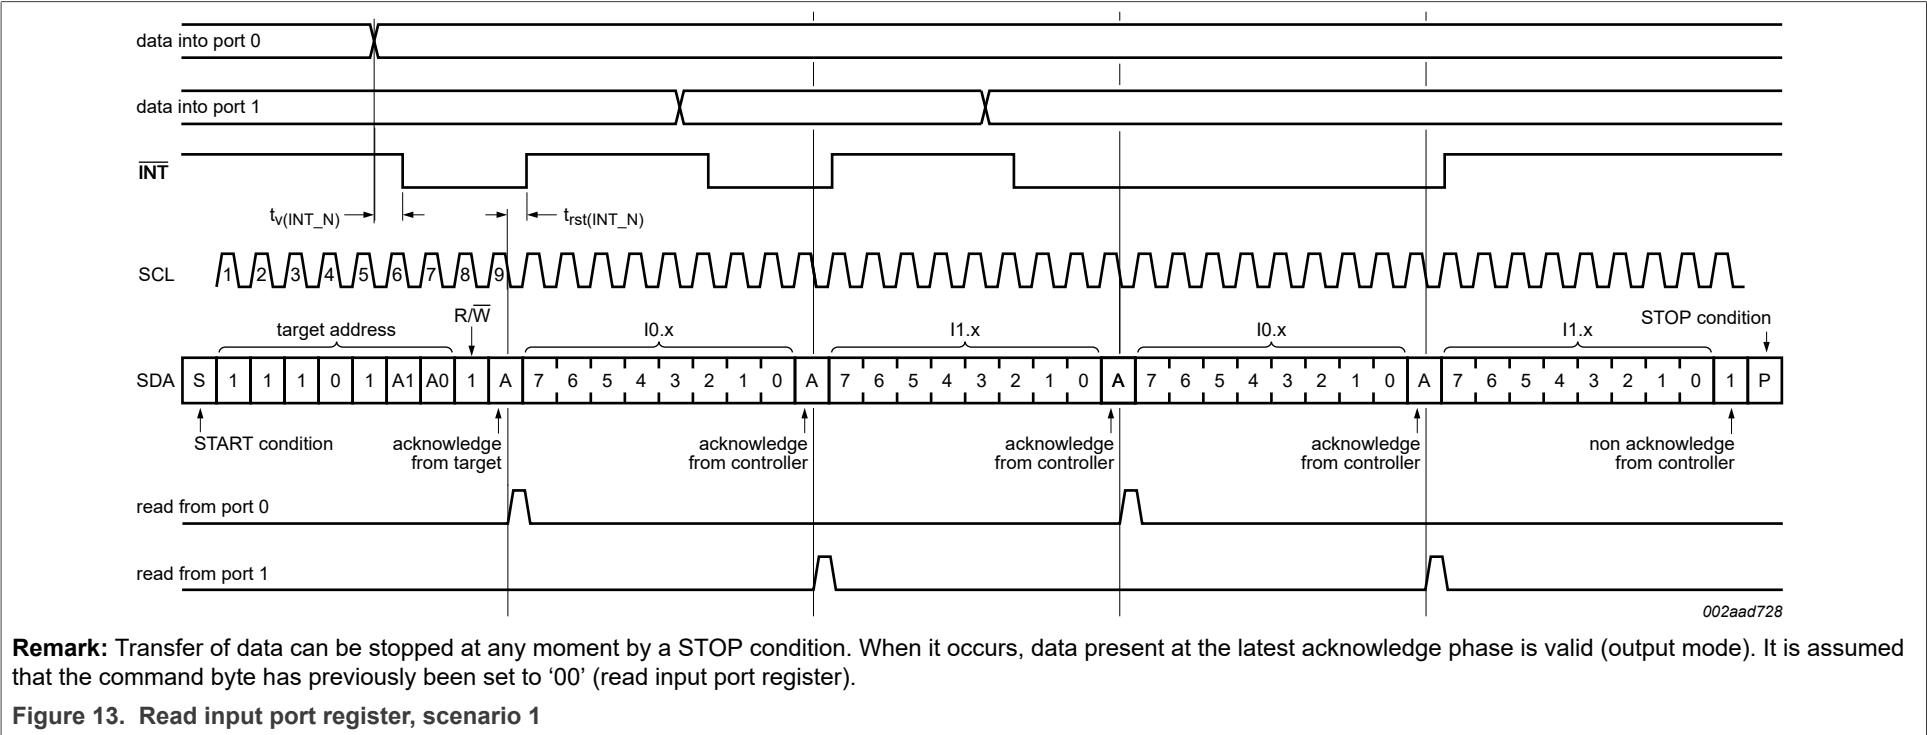 data into port 0
data into port 1
INT
tv(INT_N)
trst(INT_N)
SCL
1 2 3 4 5 6 7 8 9
R/W
target address
I0.x
I1.x
I0.x
I1.x
STOP condition
SDA S 1 1 1 0 1 A1 A0 1 A 7 6 5 4 3 2 1 0 A 7 6 5 4 3 2 1 0 A 7 6 5 4 3 2 1 0 A 7 6 5 4 3 2 1 0 1 P
START condition
acknowledge
from target
acknowledge
from controller
acknowledge
from controller
acknowledge
from controller
non acknowledge
from controller
read from port 0
read from port 1
002aad728
Remark: Transfer of data can be stopped at any moment by a STOP condition. When it occurs, data present at the latest acknowledge phase is valid (output mode). It is assumed
that the command byte has previously been set to ‘00’ (read input port register).
Figure 13. Read input port register, scenario 1